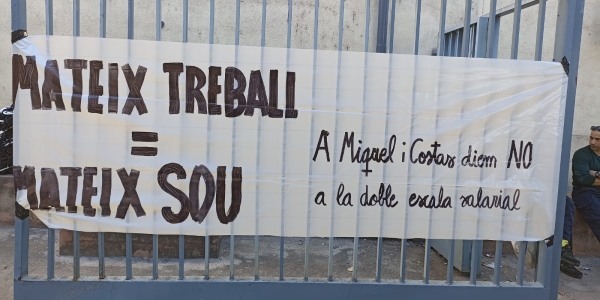 MATEIX TREBALL
=
MATEIX SOU
A Miquel i Costas diem NO
a la doble escala salarial